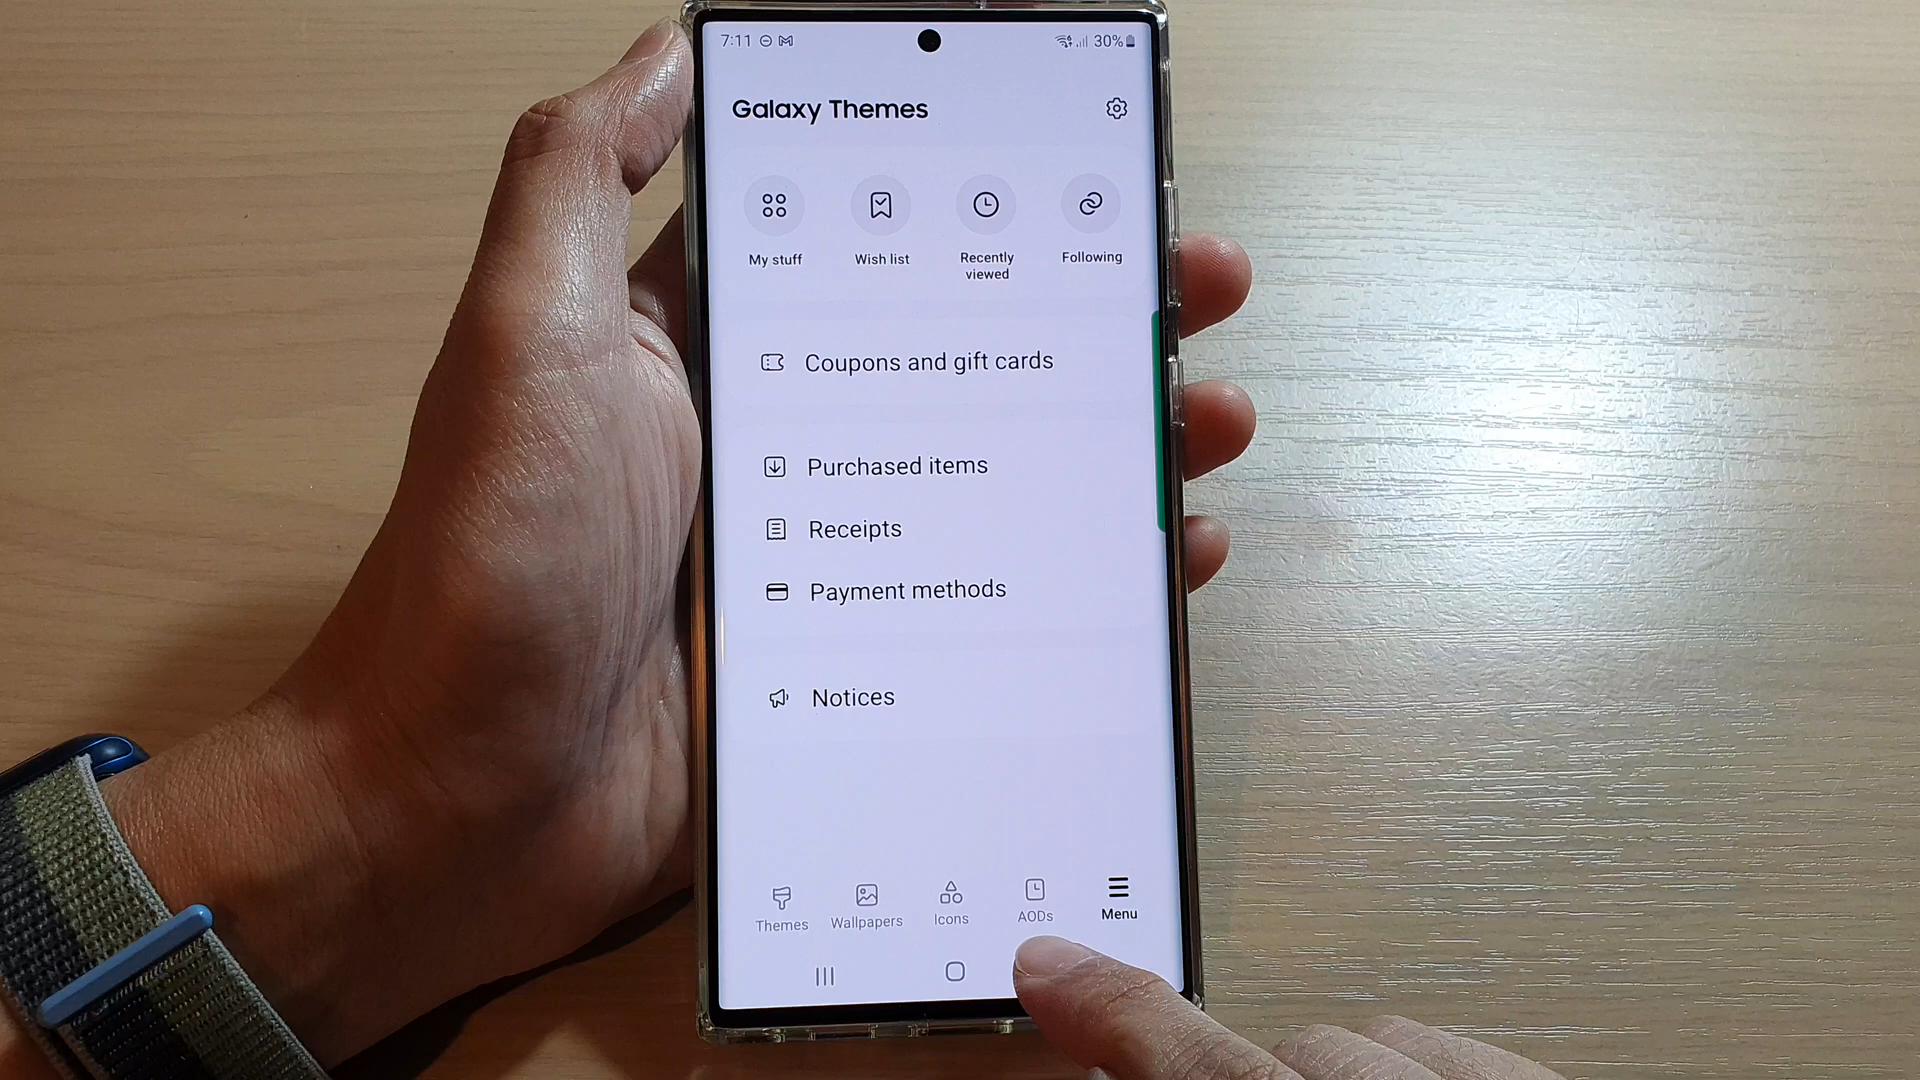 7:11
30%
Galaxy Themes
My stuff
Wish list
Recently
viewed
Following
Coupons and gift cards
Purchased items
Receipts
Payment methods
Notices
Themes
Wallpapers
Icons
AODs
Menu